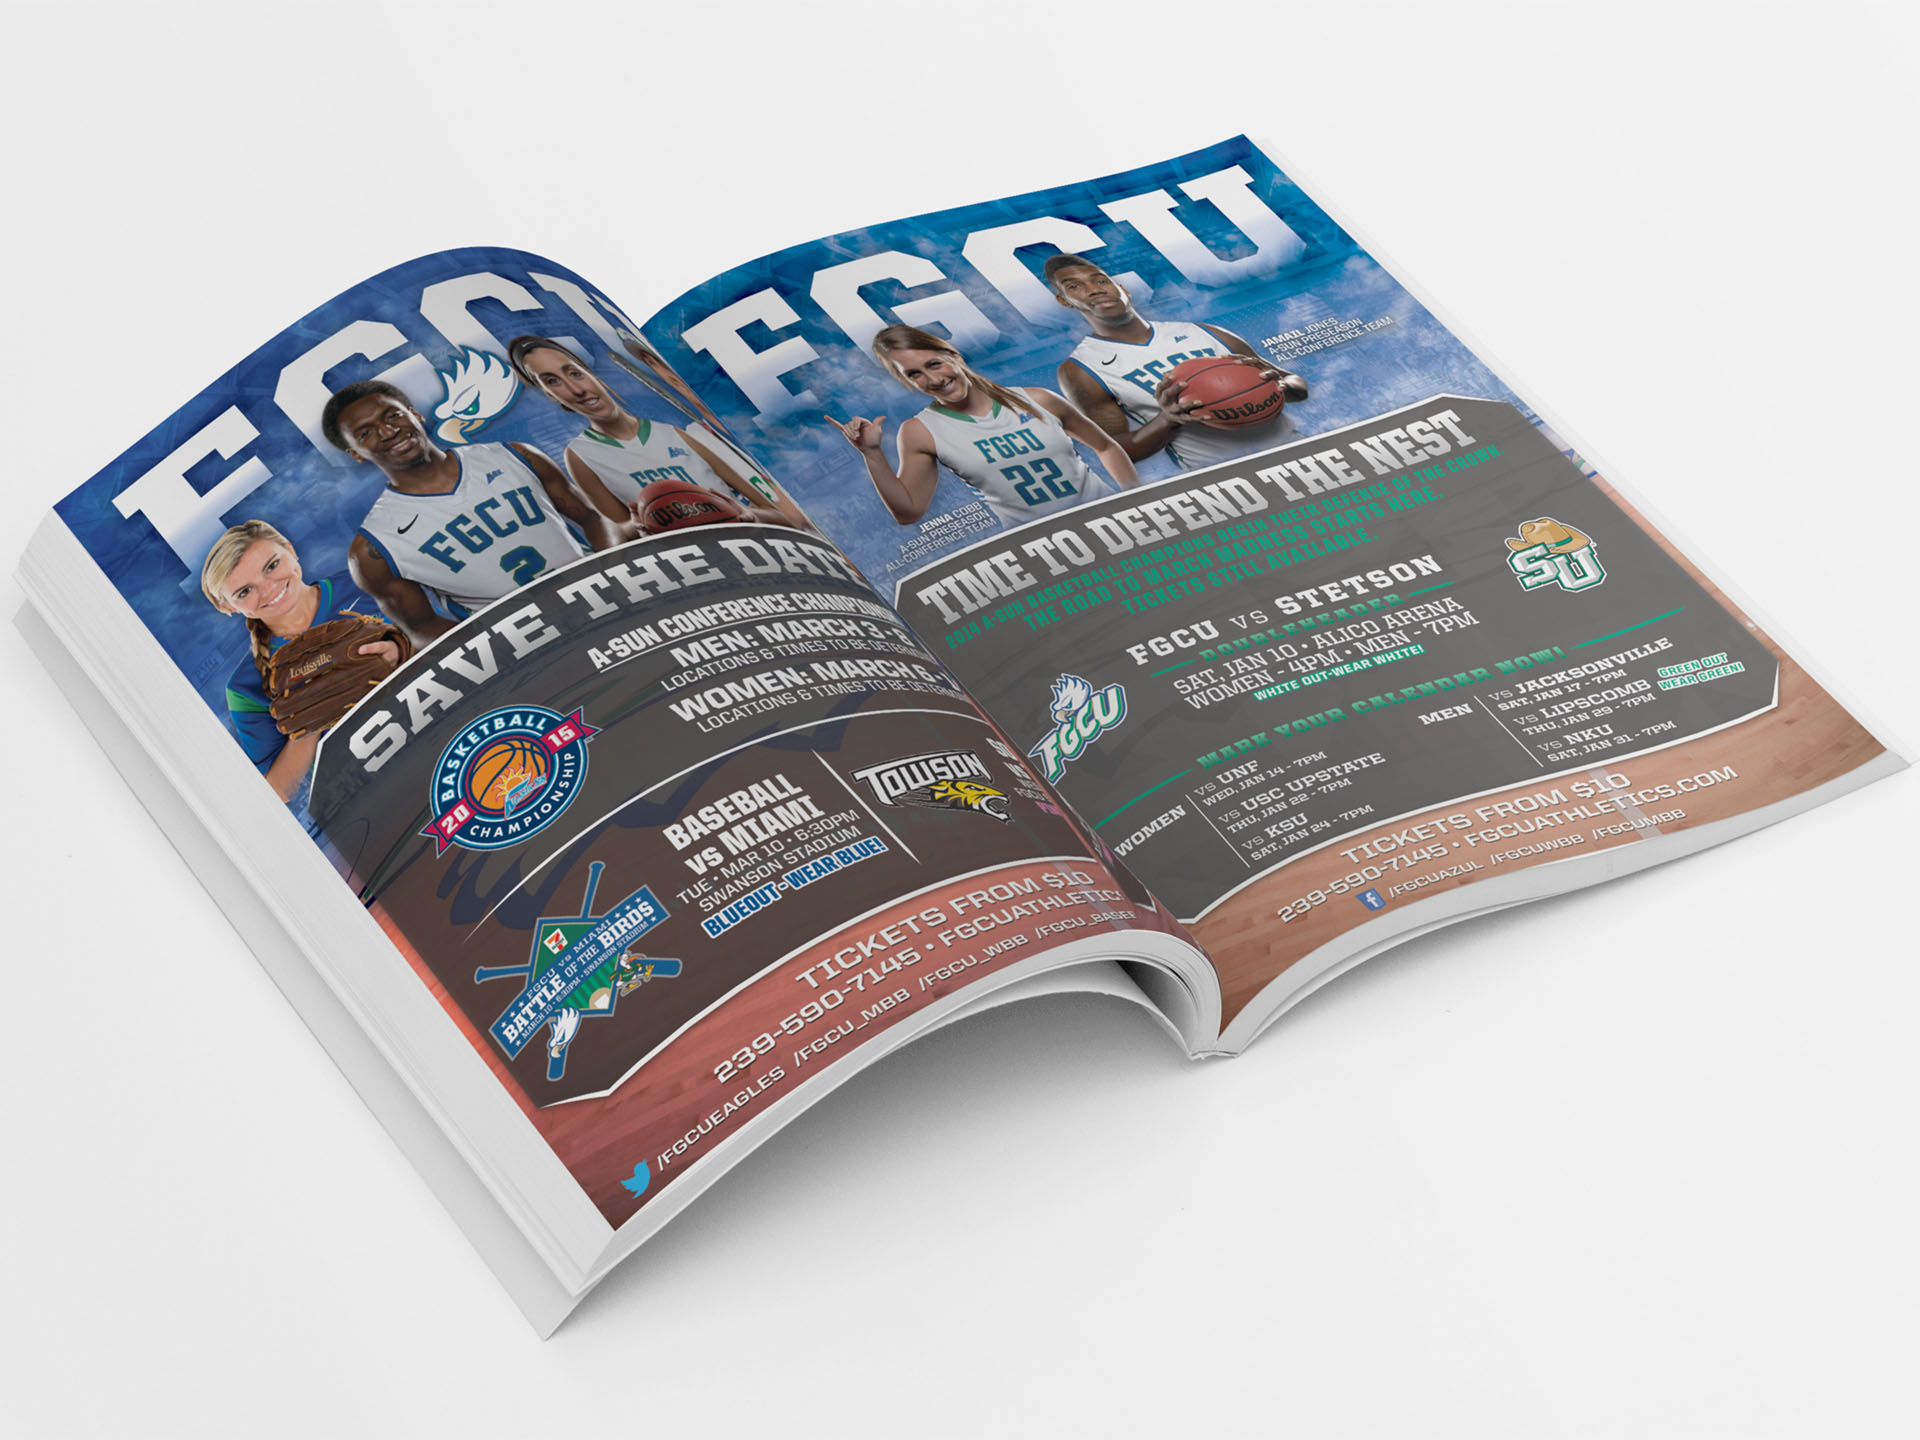 FGCU
FGCU
2
FGCU
Wilson
Louisville
SAVE THE DATE
A-SUN CONFERENCE
MEN: MARCH 3-
LOCATIONS & TIMES TO BE
WOMEN: MARCH
LOCATIONS & TIMES TO BE
BASKETBALL
2015
CHAMPIONSHIP
BASEBALL
VS MIAMI
TUE • MAR 10 • 6:30PM
SWANSON STADIUM
BLUEOUT - WEAR BLUE!
TOWSON
FGCU VS MIAMI
BATTLE OF THE BIRDS
MARCH 10 • 6:30PM • SWANSON STADIUM
TICKETS FROM $10
239-590-7145 • FGCUATHLETICS
/FGCUEAGLES /FGCU_MBB /FGCU_WBB /FGCU_BASEB
FGCU
JAMAIL JONES
A-SUN PRESEASON
ALL-CONFERENCE TEAM
FGCU
Wilson
FGCU
22
JENNA COBB
A-SUN PRESEASON
ALL-CONFERENCE TEAM
TIME TO DEFEND THE NEST
2014 A-SUN BASKETBALL CHAMPIONS BEGIN THEIR DEFENSE OF THE CROWN.
THE ROAD TO MARCH MADNESS STARTS HERE.
TICKETS STILL AVAILABLE.
FGCU VS STETSON
DOUBLEHEADER
SAT, JAN 10 • ALICO ARENA
WOMEN - 4PM • MEN - 7PM
WHITE OUT-WEAR WHITE!
SU
FGCU
MARK YOUR CALENDAR NOW!
WOMEN
VS UNF
WED, JAN 14 - 7PM
VS USC UPSTATE
THU, JAN 22 - 7PM
VS KSU
SAT, JAN 24 - 7PM
MEN
VS JACKSONVILLE
SAT, JAN 17 - 7PM
VS LIPSCOMB
THU, JAN 29 - 7PM
GREEN OUT
WEAR GREEN!
VS NKU
SAT, JAN 31 - 7PM
TICKETS FROM $10
239-590-7145 • FGCUATHLETICS.COM
/FGCUAZUL /FGCUWBB /FGCUMBB